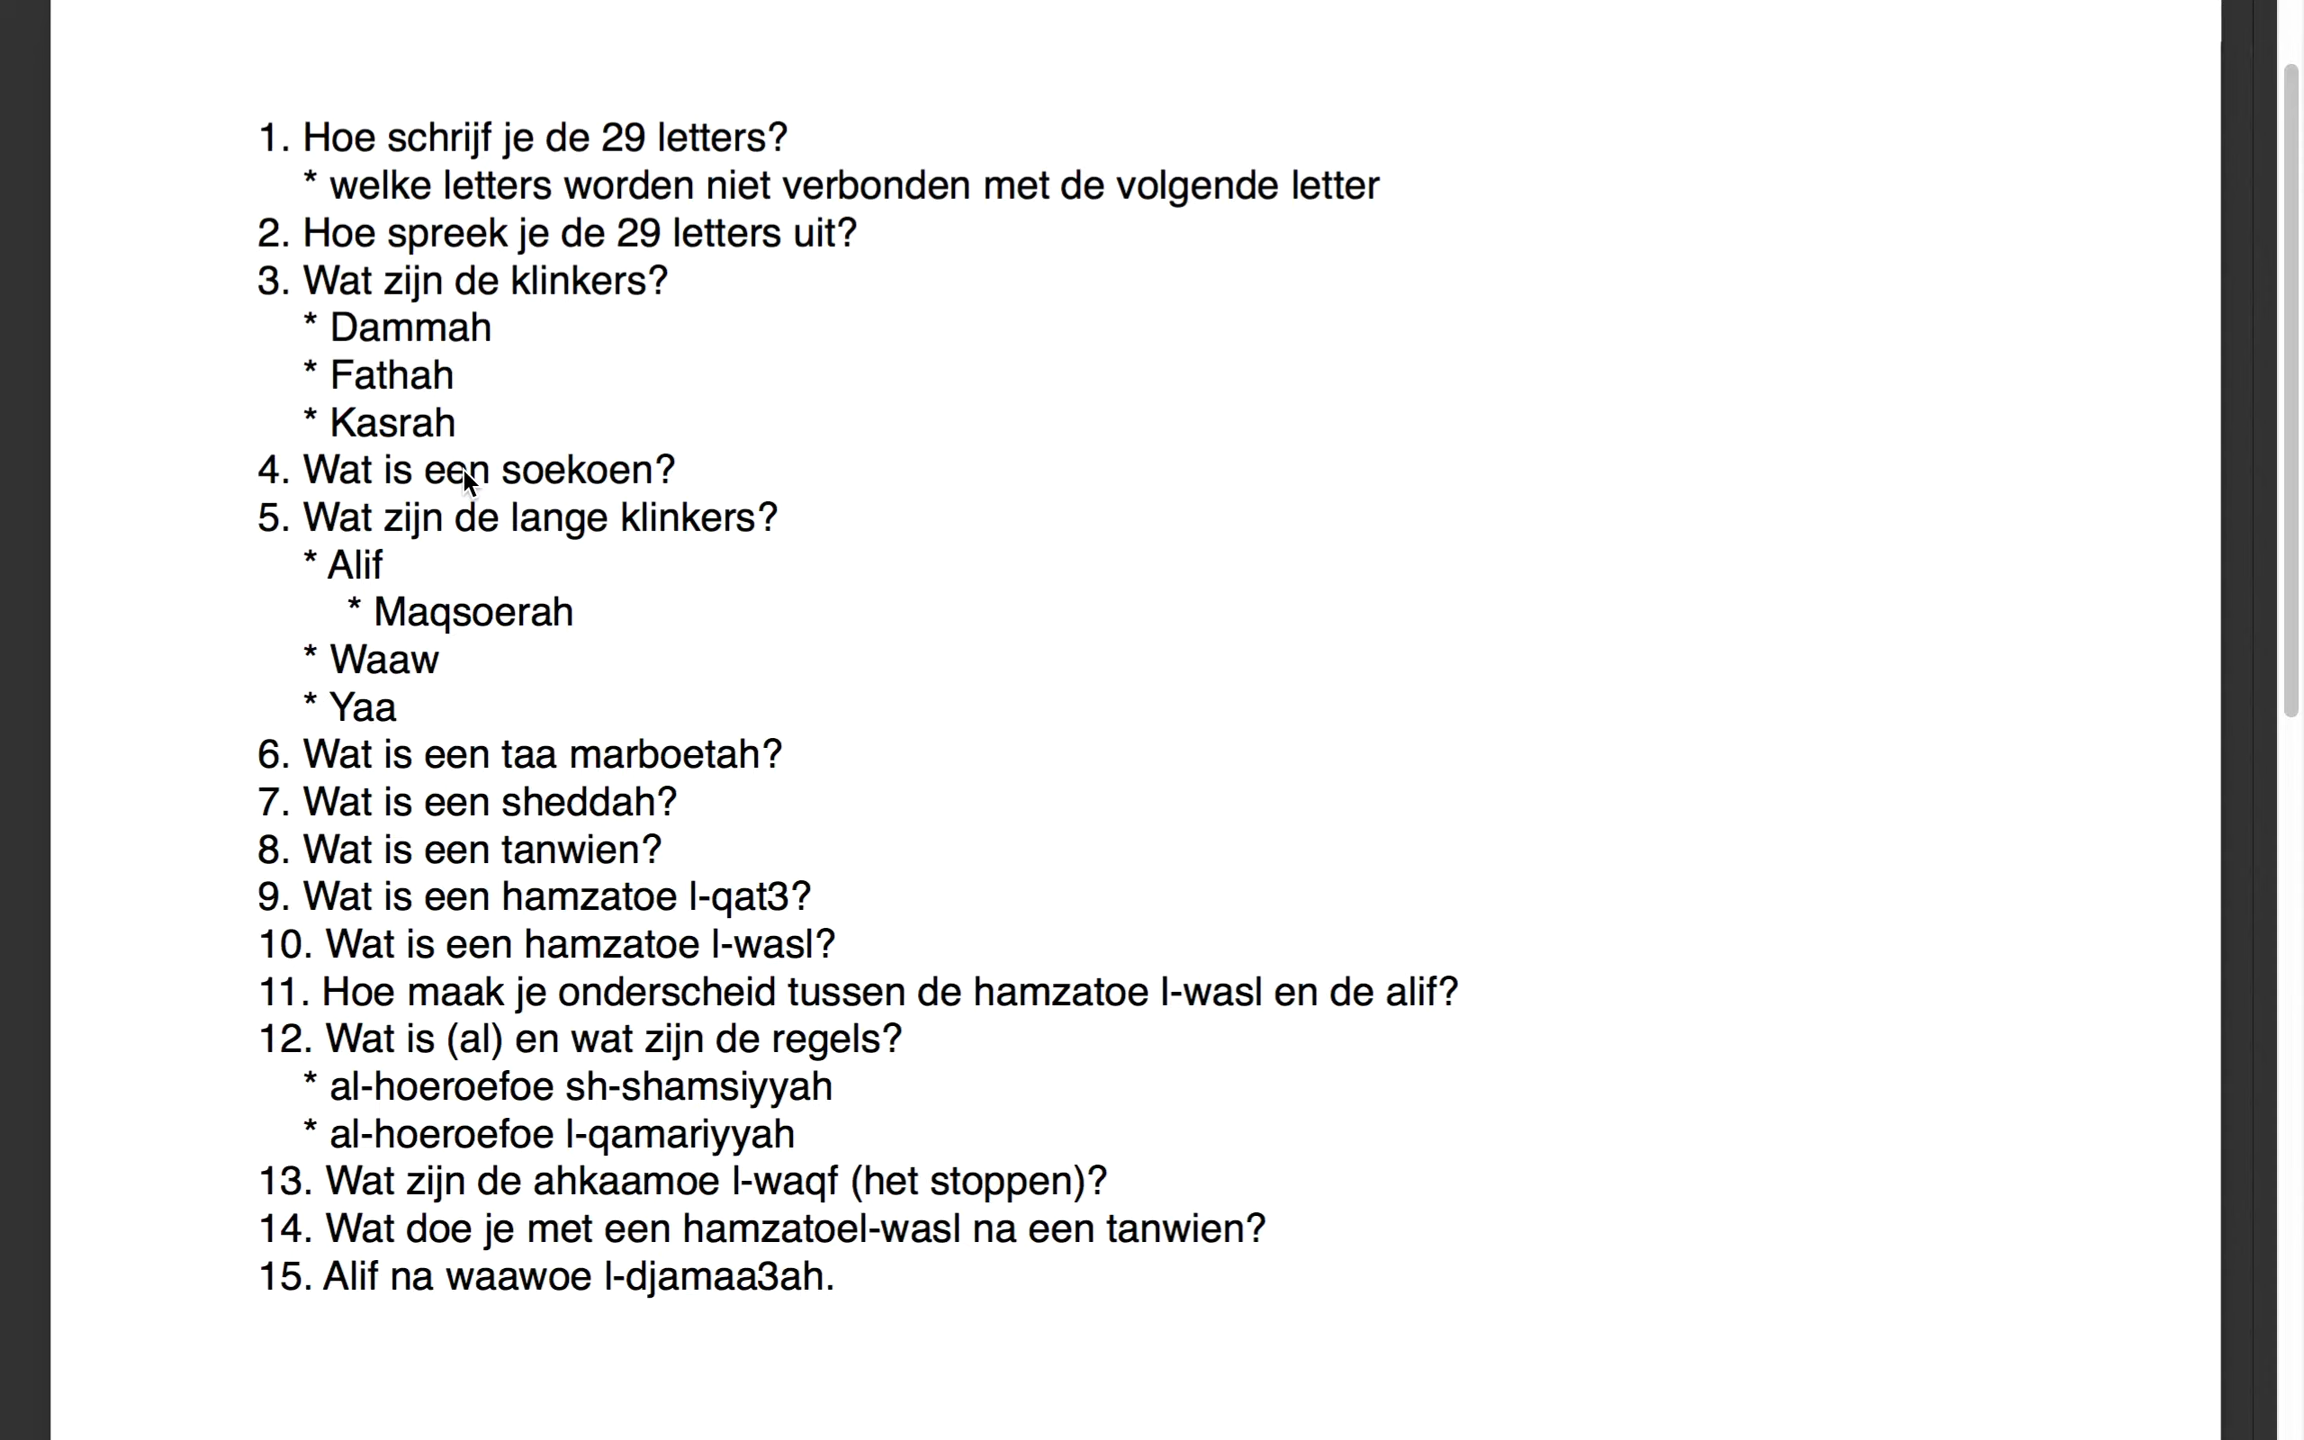 1. Hoe schrijf je de 29 letters?
* welke letters worden niet verbonden met de volgende letter
2. Hoe spreek je de 29 letters uit?
3. Wat zijn de klinkers?
* Dammah
* Fathah
* Kasrah
4. Wat is een soekoen?
5. Wat zijn de lange klinkers?
* Alif
* Maqsoerah
* Waaw
* Yaa
6. Wat is een taa marboetah?
7. Wat is een sheddah?
8. Wat is een tanwien?
9. Wat is een hamzatoe l-qat3?
10. Wat is een hamzatoe l-wasl?
11. Hoe maak je onderscheid tussen de hamzatoe l-wasl en de alif?
12. Wat is (al) en wat zijn de regels?
* al-hoeroefoe sh-shamsiyyah
* al-hoeroefoe l-qamariyyah
13. Wat zijn de ahkaamoe l-waqf (het stoppen)?
14. Wat doe je met een hamzatoel-wasl na een tanwien?
15. Alif na waawoe l-djamaa3ah.